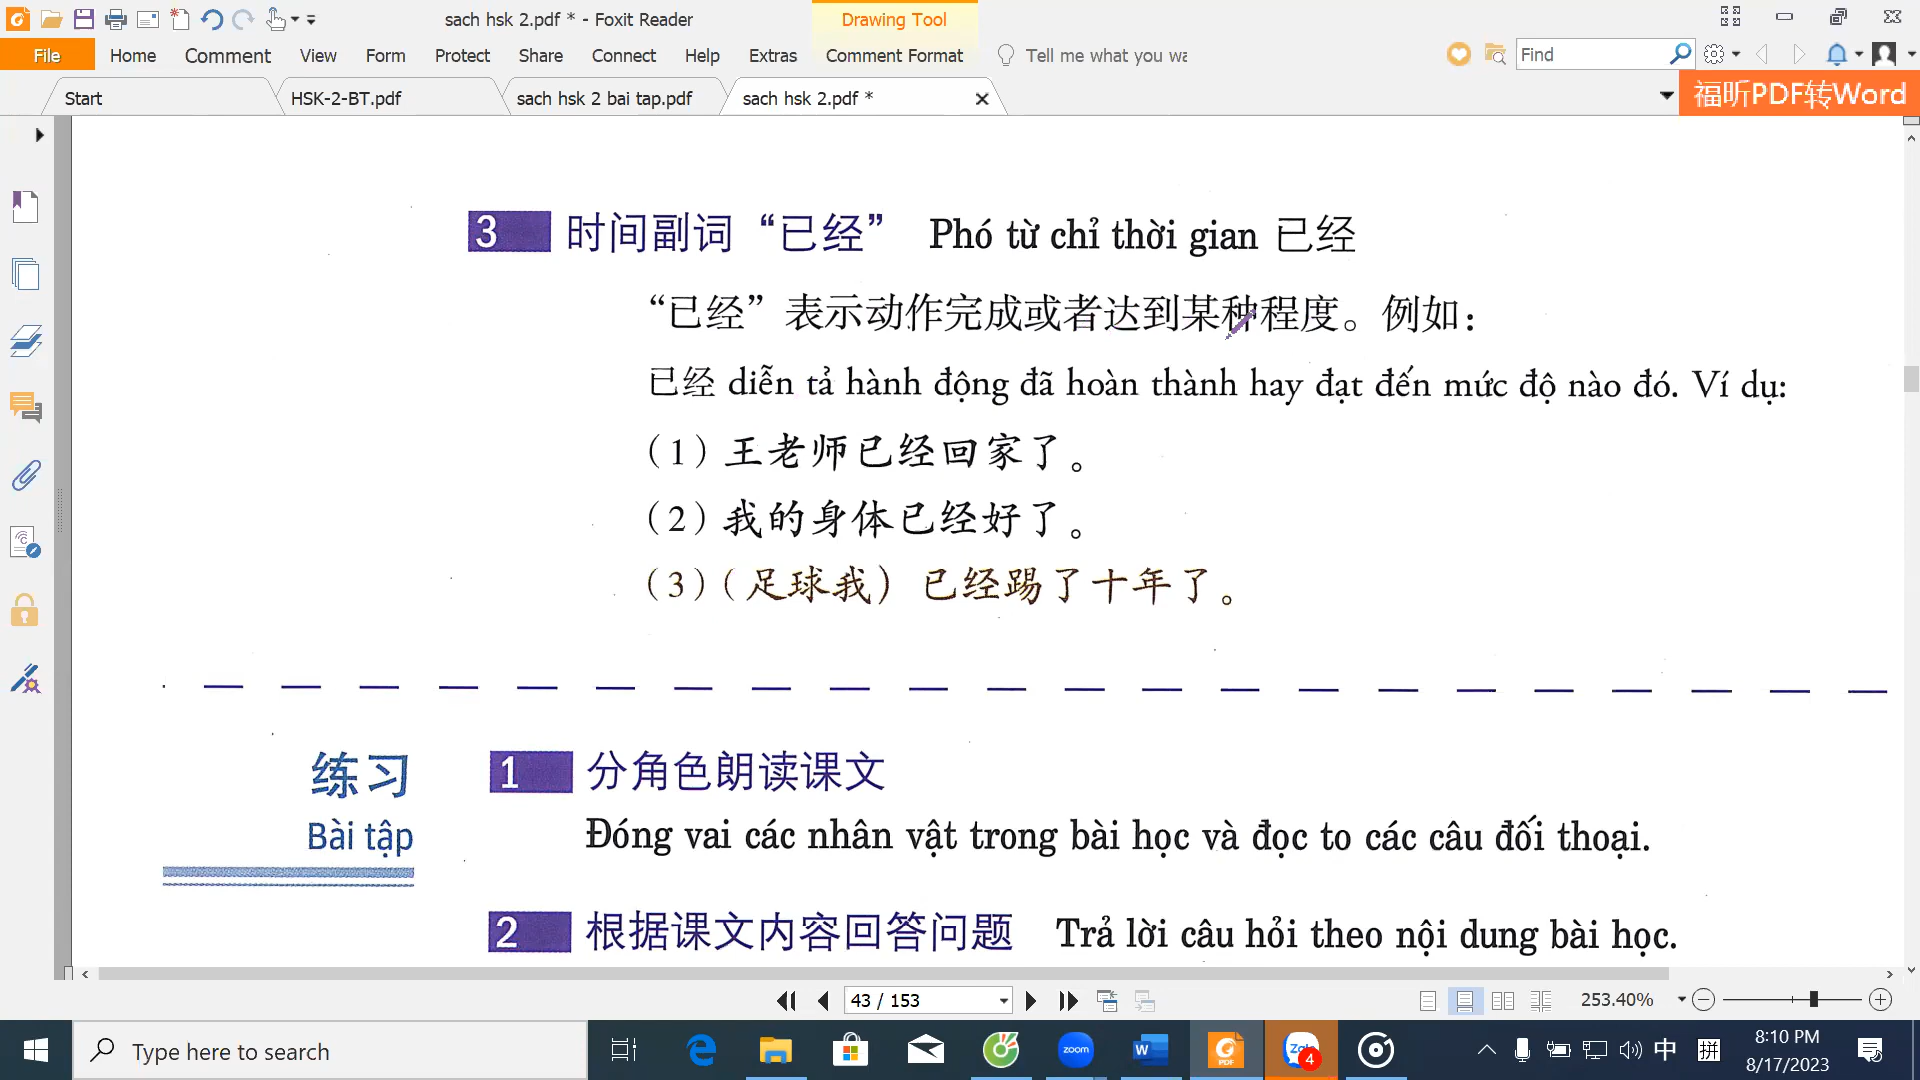 sach hsk 2.pdf * - Foxit Reader
Drawing Tool
File Home Comment View Form Protect Share Connect Help Extras Comment Format Tell me what you wa Find
Start HSK-2-BT.pdf sach hsk 2 bai tap.pdf sach hsk 2.pdf *
福昕PDF转Word
3 时间副词“已经” Phó từ chỉ thời gian 已经
“已经”表示动作完成或者达到某种程度。例如：
已经 diễn tả hành động đã hoàn thành hay đạt đến mức độ nào đó. Ví dụ:
（1）王老师已经回家了。
（2）我的身体已经好了。
（3）（足球我）已经踢了十年了。
练习
Bài tập
1 分角色朗读课文
Đóng vai các nhân vật trong bài học và đọc to các câu đối thoại.
2 根据课文内容回答问题 Trả lời câu hỏi theo nội dung bài học.
43 / 153
253.40%
Type here to search
zoom
W
PDF
Zalo
4
中
拼
8:10 PM
8/17/2023